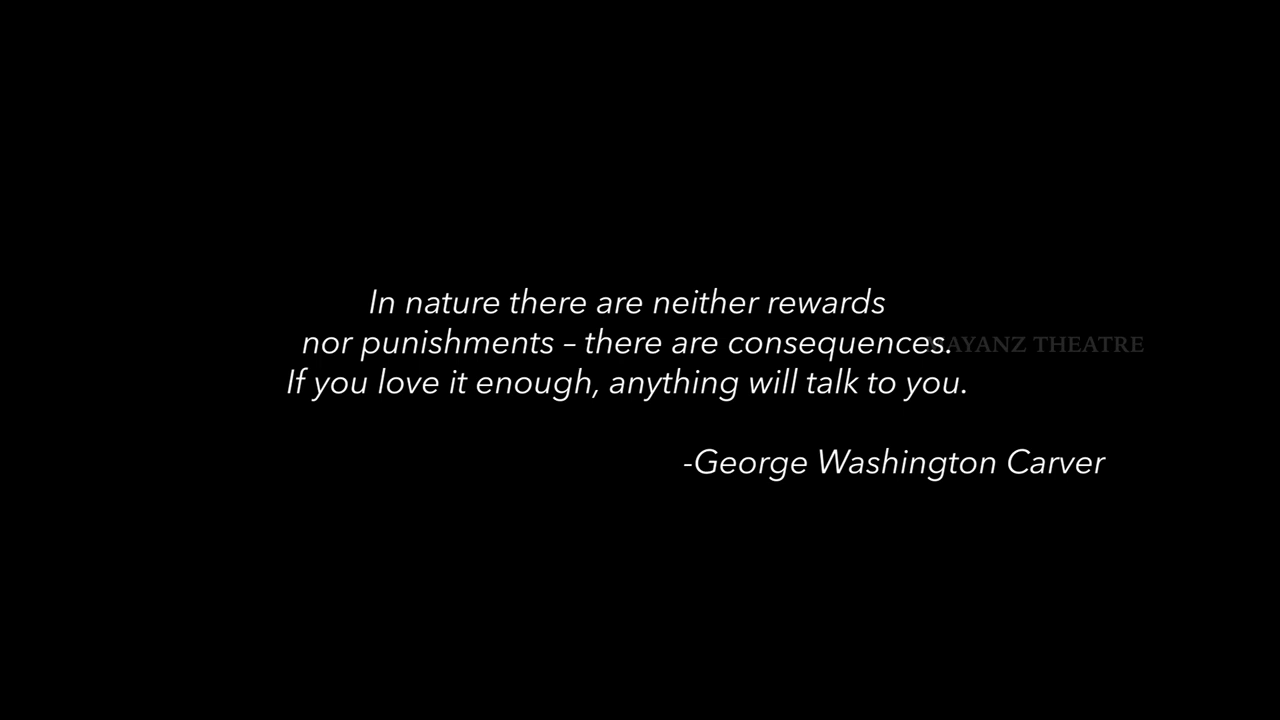 In nature there are neither rewards
nor punishments – there are consequences.
If you love it enough, anything will talk to you.
-George Washington Carver
THEATRE